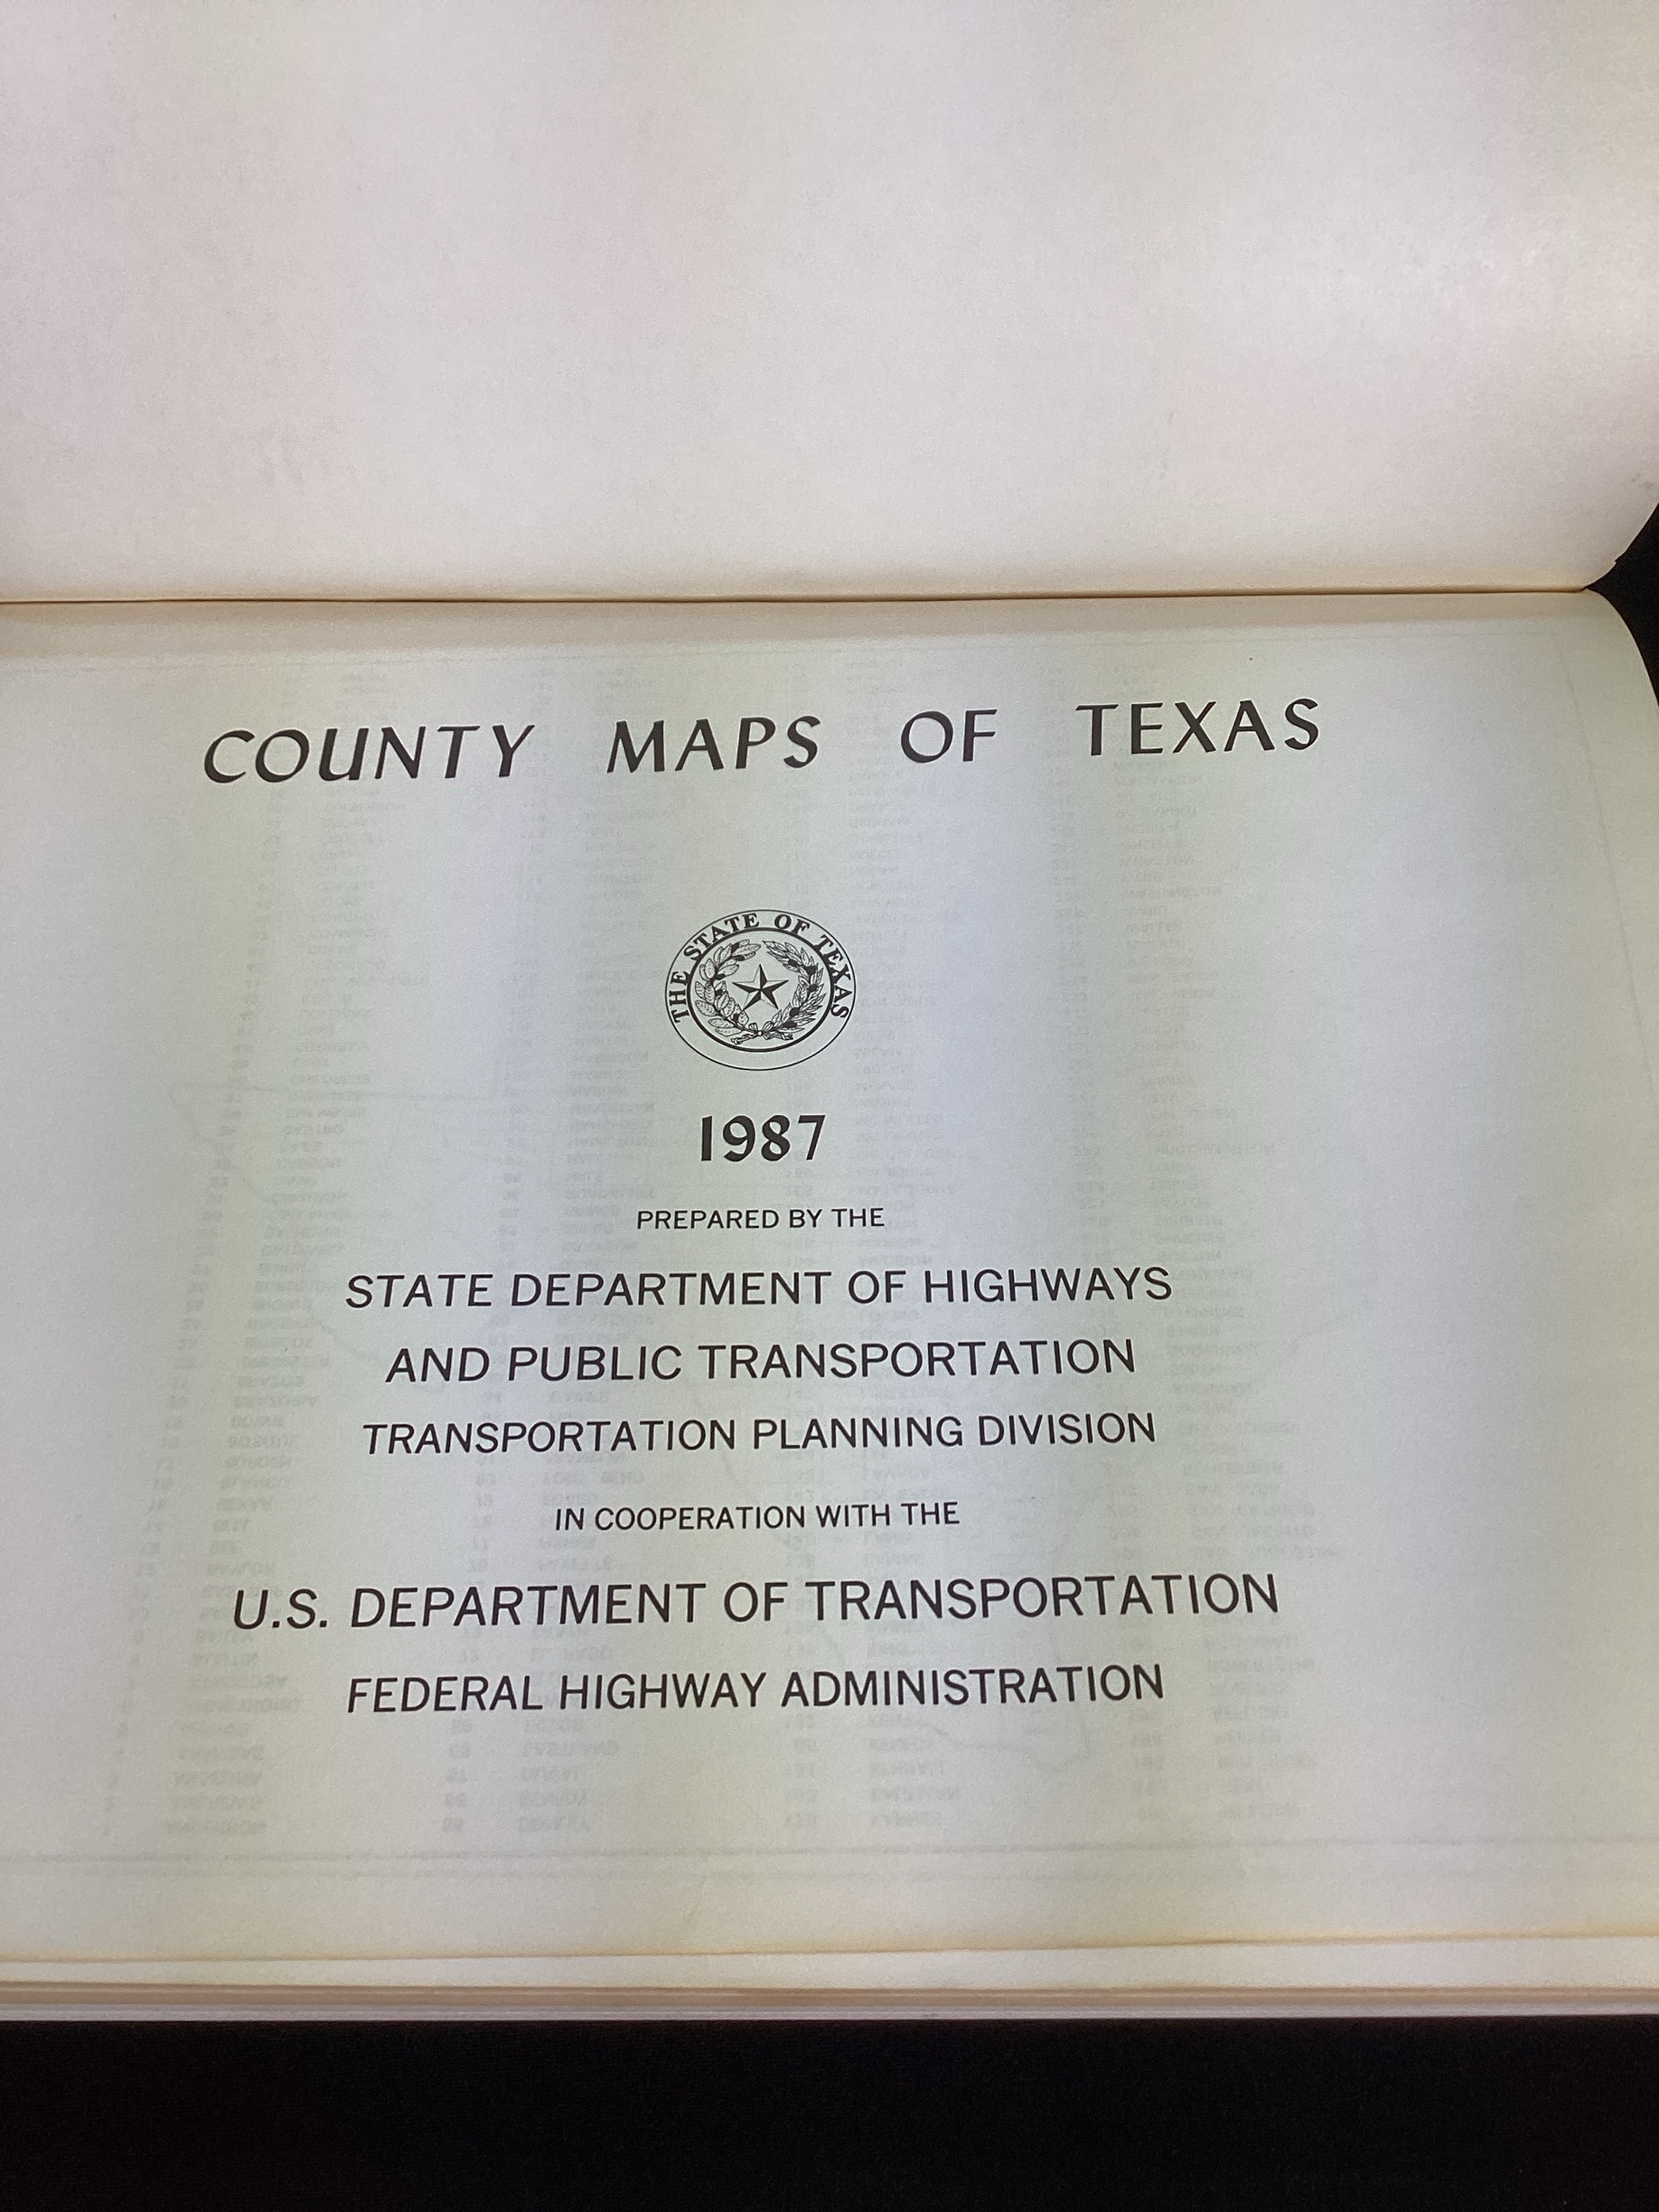 COUNTY MAPS OF TEXAS
THE STATE OF TEXAS
1987
PREPARED BY THE
STATE DEPARTMENT OF HIGHWAYS
AND PUBLIC TRANSPORTATION
TRANSPORTATION PLANNING DIVISION
IN COOPERATION WITH THE
U.S. DEPARTMENT OF TRANSPORTATION
FEDERAL HIGHWAY ADMINISTRATION